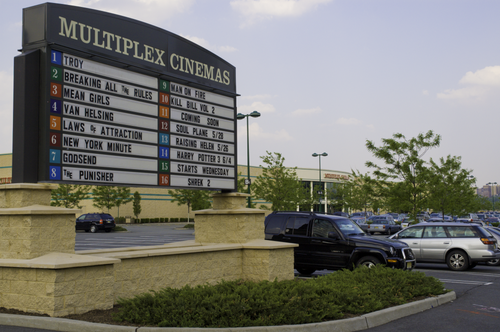 MULTIPLEX CINEMAS
1 TROY
2 BREAKING ALL THE RULES
3 MEAN GIRLS
4 VAN HELSING
5 LAWS OF ATTRACTION
6 NEW YORK MINUTE
7 GODSEND
8 THE PUNISHER
9 MAN ON FIRE
10 KILL BILL VOL 2
11 COMING SOON
12 SOUL PLANE 5/28
13 RAISING HELEN 5/28
14 HARRY POTTER 3 6/4
15 STARTS WEDNESDAY
16 SHREK 2